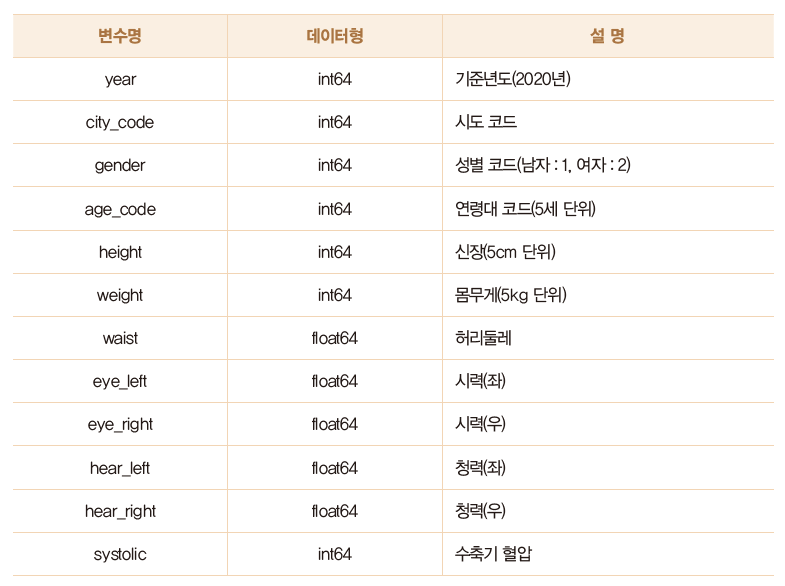 변수명 데이터형 설 명
year int64 기준년도(2020년)
city_code int64 시도 코드
gender int64 성별 코드(남자 : 1, 여자 : 2)
age_code int64 연령대 코드(5세 단위)
height int64 신장(5cm 단위)
weight int64 몸무게(5kg 단위)
waist float64 허리둘레
eye_left float64 시력(좌)
eye_right float64 시력(우)
hear_left float64 청력(좌)
hear_right float64 청력(우)
systolic int64 수축기 혈압